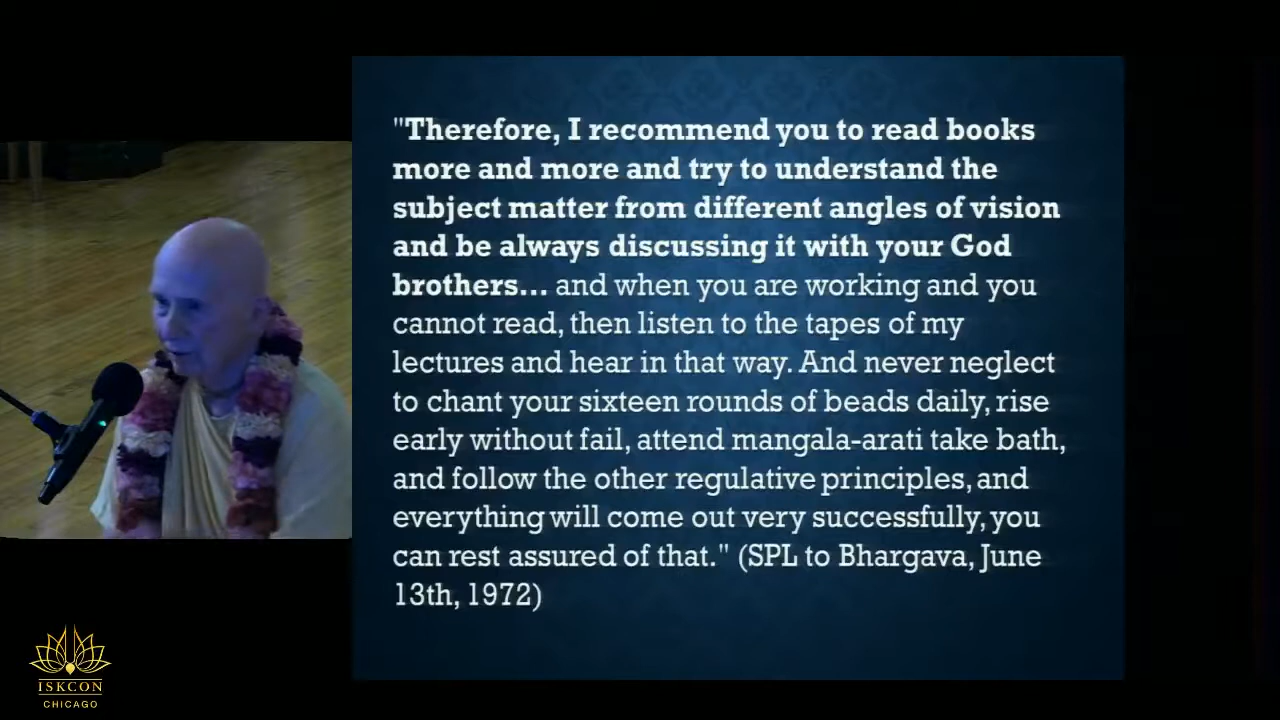 "Therefore, I recommend you to read books
more and more and try to understand the
subject matter from different angles of vision
and be always discussing it with your God
brothers... and when you are working and you
cannot read, then listen to the tapes of my
lectures and hear in that way. And never neglect
to chant your sixteen rounds of beads daily, rise
early without fail, attend mangala-arati take bath,
and follow the other regulative principles, and
everything will come out very successfully, you
can rest assured of that." (SPL to Bhargava, June
13th, 1972)
ISKCON
CHICAGO